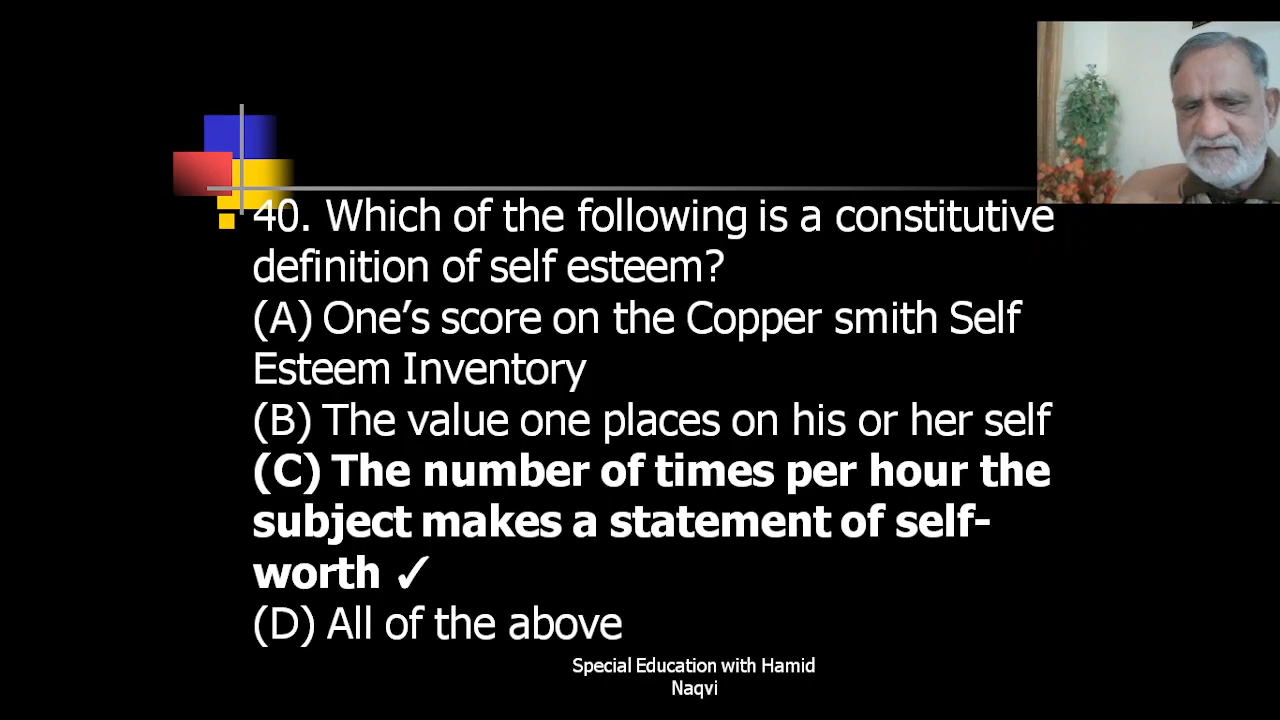 40. Which of the following is a constitutive
definition of self esteem?
(A) One’s score on the Copper smith Self
Esteem Inventory
(B) The value one places on his or her self
(C) The number of times per hour the
subject makes a statement of self-
worth ✓
(D) All of the above
Special Education with Hamid
Naqvi